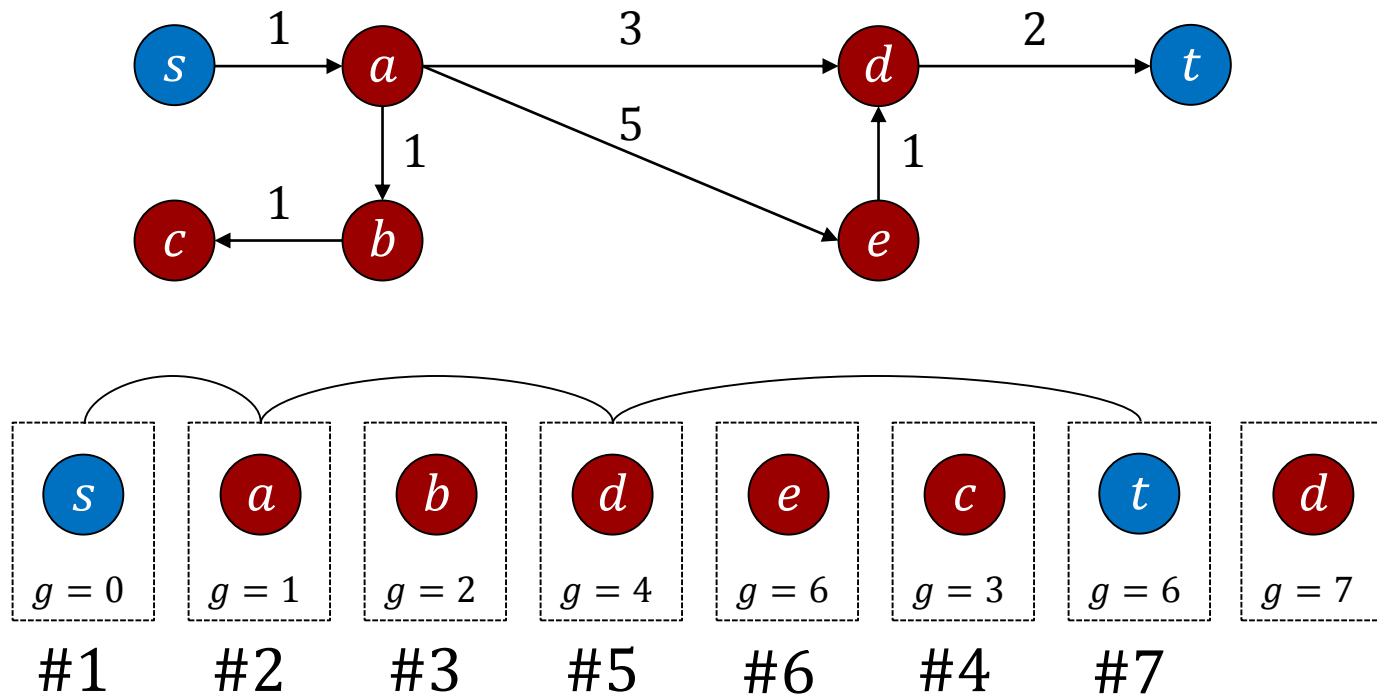 1 3 2
s a d t
5
1 1
1
c b e
s a b d e c t d
g = 0 g = 1 g = 2 g = 4 g = 6 g = 3 g = 6 g = 7
#1 #2 #3 #5 #6 #4 #7